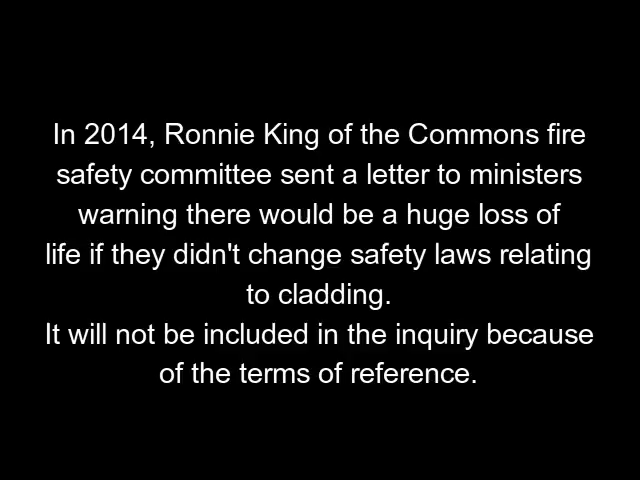 In 2014, Ronnie King of the Commons fire
safety committee sent a letter to ministers
warning there would be a huge loss of
life if they didn't change safety laws relating
to cladding.
It will not be included in the inquiry because
of the terms of reference.